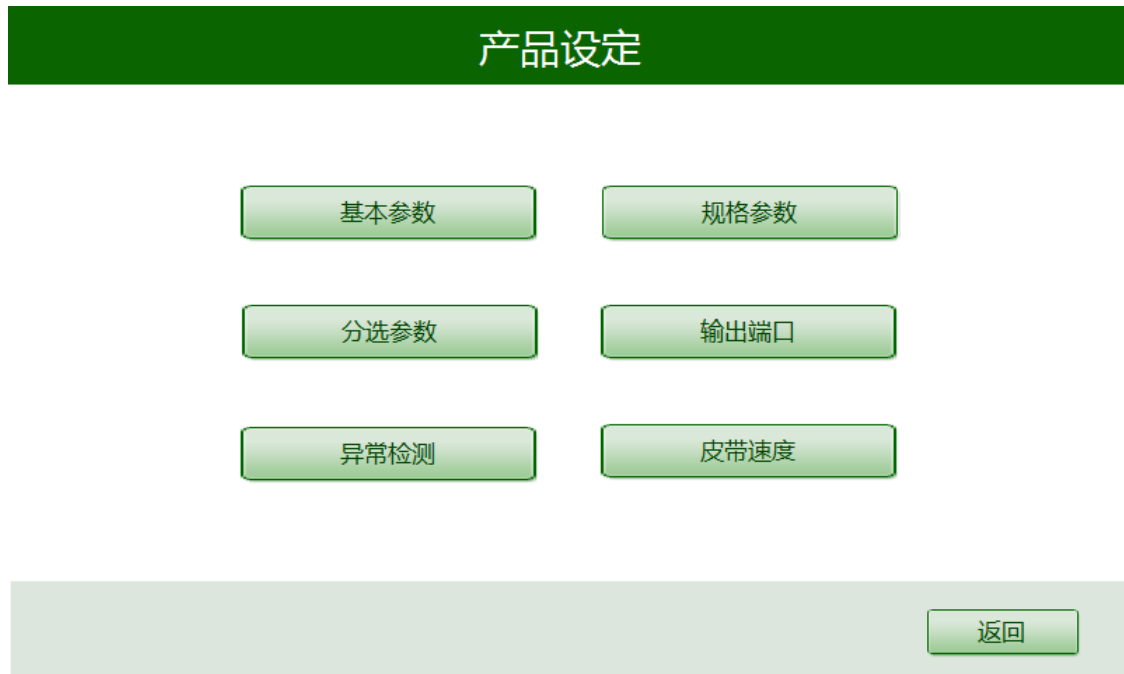 产品设定
基本参数
规格参数
分选参数
输出端口
异常检测
皮带速度
返回